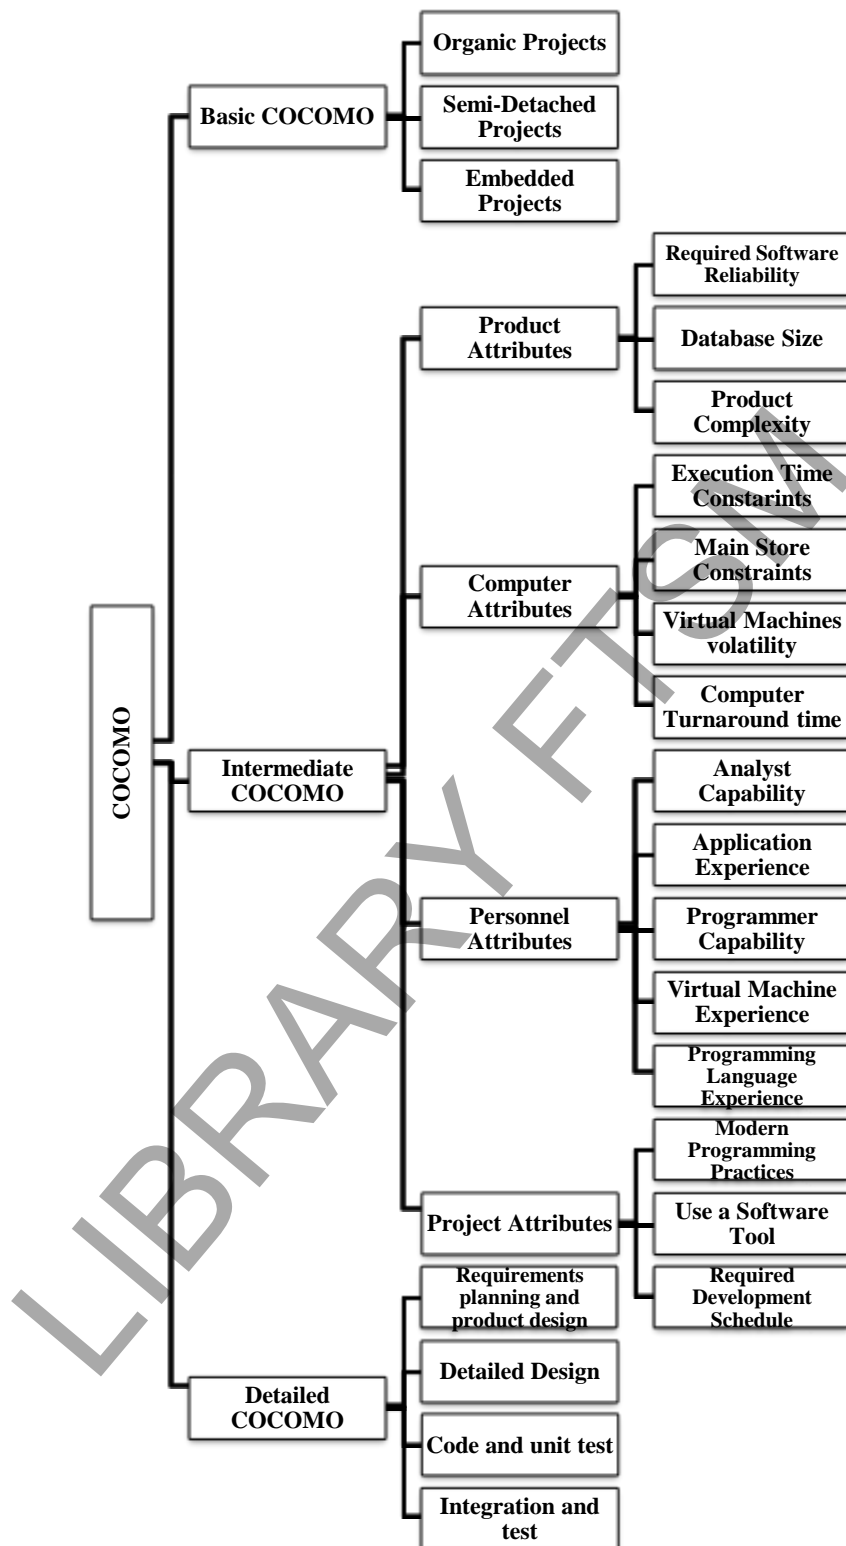 Organic Projects
Basic COCOMO
Semi-Detached
Projects
Embedded
Projects
Required Software
Reliability
Product
Attributes
Database Size
Product
Complexity
Execution Time
Constarints
Main Store
Constraints
Computer
Attributes
Virtual Machines
volatility
Computer
Turnaround time
COCOMO
Intermediate
COCOMO
Analyst
Capability
Application
Experience
Personnel
Attributes
Programmer
Capability
Virtual Machine
Experience
Programming
Language
Experience
Modern
Programming
Practices
Project Attributes
Use a Software
Tool
Required
Development
Schedule
Requirements
planning and
product design
Detailed Design
Detailed
COCOMO
Code and unit test
Integration and
test
LIBRARY FTSM